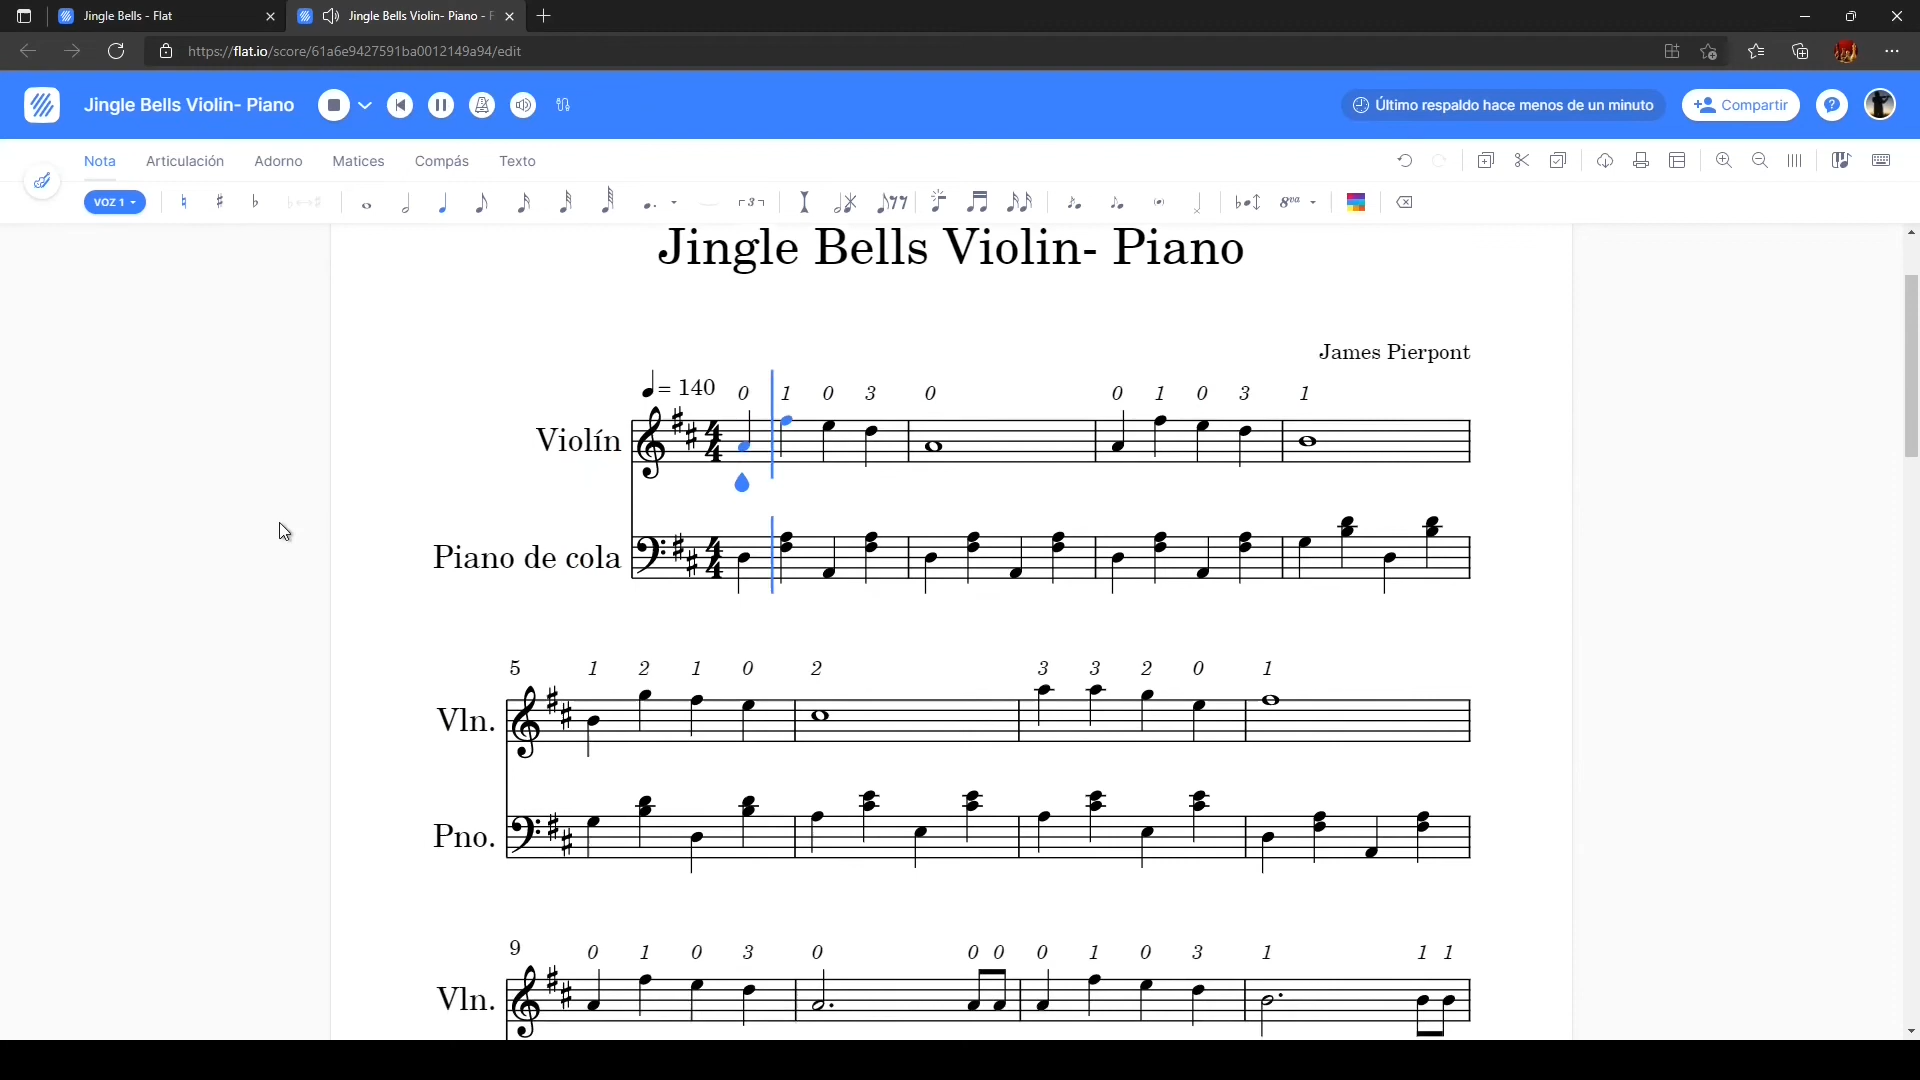 Jingle Bells - Flat
Jingle Bells Violin- Piano - F
https://flat.io/score/61a6e9427591ba0012149a94/edit
Jingle Bells Violin- Piano
Último respaldo hace menos de un minuto
Compartir
Nota Articulación Adorno Matices Compás Texto
VOZ 1
3
8va
Jingle Bells Violin- Piano
James Pierpont
= 140 0 1 0 3 0 0 1 0 3 1
Violín
Piano de cola
5 1 2 1 0 2 3 3 2 0 1
Vln.
Pno.
9 0 1 0 3 0 0 0 0 1 0 3 1 1 1
Vln.